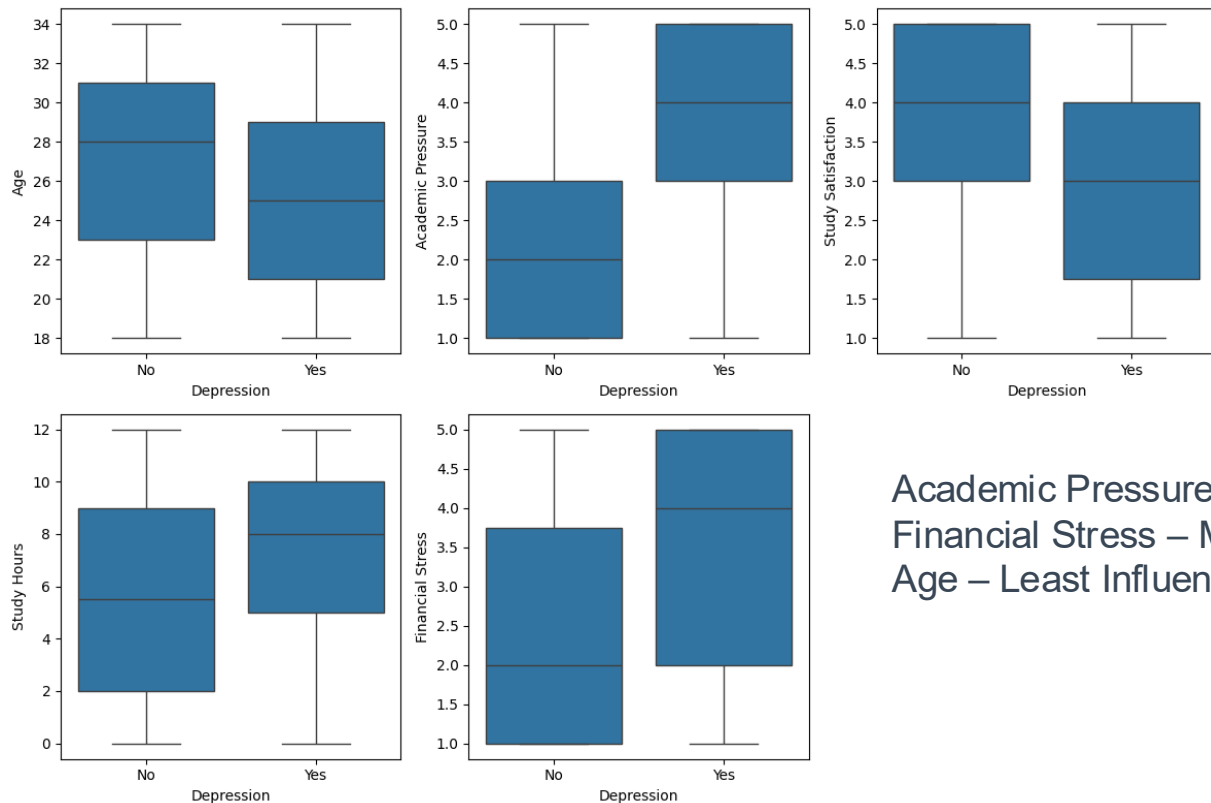 34
32
30
28
26
24
22
20
18
Age
No Yes
Depression
5.0
4.5
4.0
3.5
3.0
2.5
2.0
1.5
1.0
Academic Pressure
No Yes
Depression
5.0
4.5
4.0
3.5
3.0
2.5
2.0
1.5
1.0
Study Satisfaction
No Yes
Depression
12
10
8
6
4
2
0
Study Hours
No Yes
Depression
5.0
4.5
4.0
3.5
3.0
2.5
2.0
1.5
1.0
Financial Stress
No Yes
Depression
Academic Pressure
Financial Stress –
Age – Least